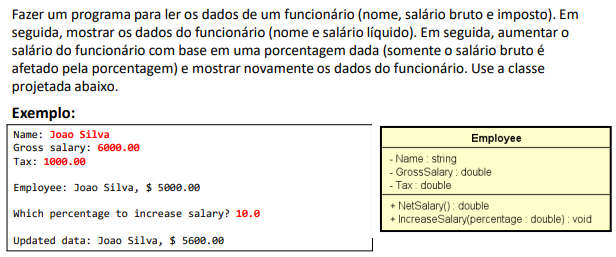 Fazer um programa para ler os dados de um funcionário (nome, salário bruto e imposto). Em
seguida, mostrar os dados do funcionário (nome e salário líquido). Em seguida, aumentar o
salário do funcionário com base em uma porcentagem dada (somente o salário bruto é
afetado pela porcentagem) e mostrar novamente os dados do funcionário. Use a classe
projetada abaixo.
Exemplo:
Name: Joao Silva
Gross salary: 6000.00
Tax: 1000.00
Employee: Joao Silva, $ 5000.00
Which percentage to increase salary? 10.0
Updated data: Joao Silva, $ 5600.00
Employee
- Name : string
- GrossSalary : double
- Tax : double
+ NetSalary() : double
+ IncreaseSalary(percentage : double) : void